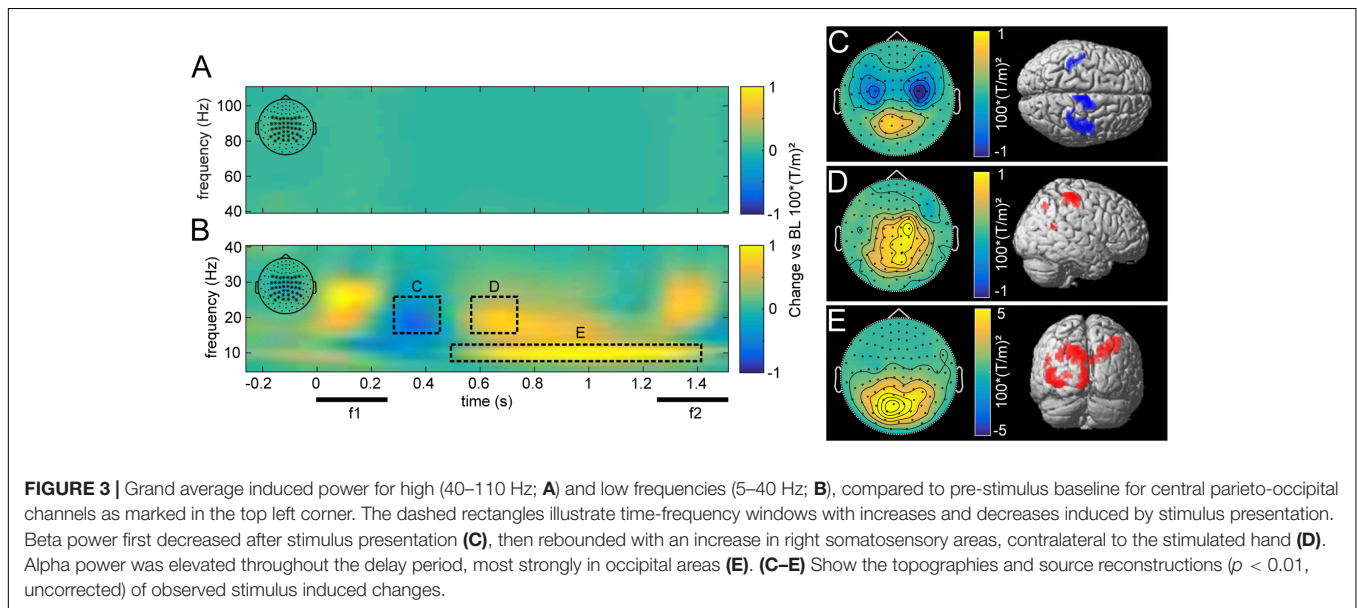 A
frequency (Hz)
100
80
60
40
1
0
-1
Change vs BL 100*(T/m)²
B
frequency (Hz)
40
30
20
10
C
D
E
1
0
-1
-0.2
0
0.2
0.4
0.6
0.8
1
1.2
1.4
time (s)
f1
f2
C
1
100*(T/m)²
-1
D
1
100*(T/m)²
-1
E
5
100*(T/m)²
-5
FIGURE 3 | Grand average induced power for high (40–110 Hz; A) and low frequencies (5–40 Hz; B), compared to pre-stimulus baseline for central parieto-occipital
channels as marked in the top left corner. The dashed rectangles illustrate time-frequency windows with increases and decreases induced by stimulus presentation.
Beta power first decreased after stimulus presentation (C), then rebounded with an increase in right somatosensory areas, contralateral to the stimulated hand (D).
Alpha power was elevated throughout the delay period, most strongly in occipital areas (E). (C–E) Show the topographies and source reconstructions (p < 0.01,
uncorrected) of observed stimulus induced changes.